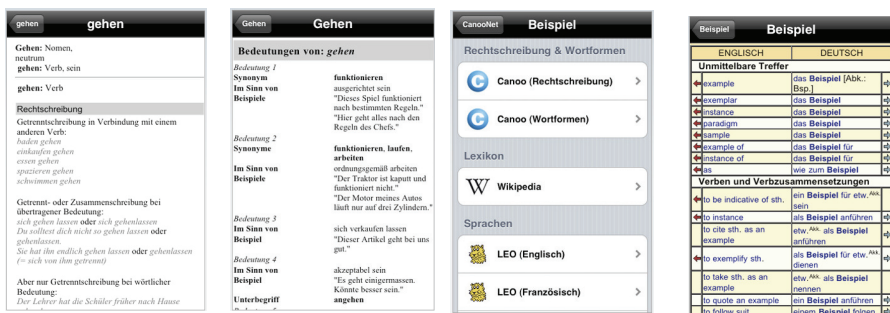 gehen
gehen
Gehen: Nomen,
neutrum
gehen: Verb, sein
gehen: Verb
Rechtschreibung
Getrenntschreibung in Verbindung mit einem
anderen Verb:
baden gehen
einkaufen gehen
essen gehen
spazieren gehen
schwimmen gehen
Getrennt- oder Zusammenschreibung bei
übertragener Bedeutung:
sich gehen lassen oder sich gehenlassen
Du solltest dich nicht so gehen lassen oder
gehenlassen.
Sie hat ihn endlich gehen lassen oder gehenlassen
(= sich von ihm getrennt)
Aber nur Getrenntschreibung bei wörtlicher
Bedeutung:
Der Lehrer hat die Schüler früher nach Hause
Gehen
Gehen
Bedeutungen von: gehen
Bedeutung 1
Synonym funktionieren
Im Sinn von ausgerichtet sein
Beispiele "Dieses Spiel funktioniert
nach bestimmten Regeln."
"Hier geht alles nach den
Regeln des Chefs."
Bedeutung 2
Synonyme funktionieren, laufen,
arbeiten
Im Sinn von ordnungsgemäß arbeiten
Beispiele "Der Traktor ist kaputt und
funktioniert nicht."
"Der Motor meines Autos
läuft nur auf drei Zylindern."
Bedeutung 3
Im Sinn von sich verkaufen lassen
Beispiel "Dieser Artikel geht bei uns
gut."
Bedeutung 4
Im Sinn von akzeptabel sein
Beispiel "Es geht einigermassen.
Könnte besser sein."
Unterbegriff angehen
CanooNet
Beispiel
Rechtschreibung & Wortformen
C Canoo (Rechtschreibung)
C Canoo (Wortformen)
Lexikon
W Wikipedia
Sprachen
LEO (Englisch)
LEO (Französisch)
Beispiel
Beispiel
ENGLISCH DEUTSCH
Unmittelbare Treffer
example das Beispiel [Abk.:
Bsp.]
exemplar das Beispiel
instance das Beispiel
paradigm das Beispiel
sample das Beispiel
example of das Beispiel für
instance of das Beispiel für
as wie zum Beispiel
Verben und Verbzusammensetzungen
to be indicative of sth. ein Beispiel für etw.Akk.
sein
to instance als Beispiel anführen
to cite sth. as an
example etw.Akk. als Beispiel
anführen
to exemplify sth. als Beispiel für etw.Akk.
dienen
to take sth. as an
example etw.Akk. als Beispiel
nennen
to quote an example ein Beispiel anführen
to follow suit einem Beispiel folgen